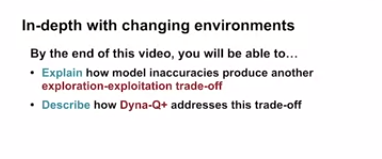 In-depth with changing environments
By the end of this video, you will be able to...
• Explain how model inaccuracies produce another
exploration-exploitation trade-off
• Describe how Dyna-Q+ addresses this trade-off